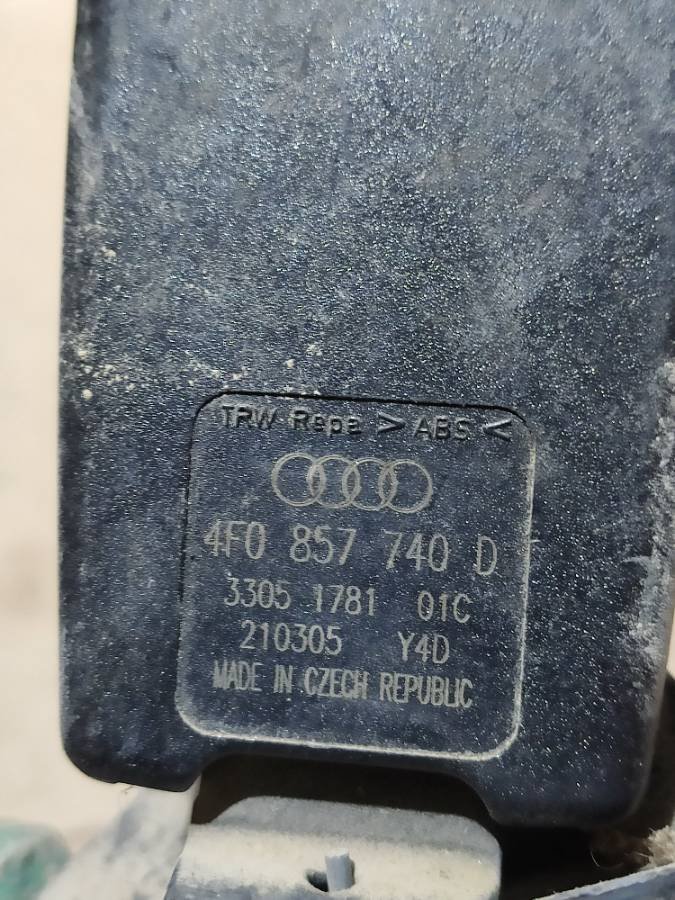 TRW Repa > ABS <
4F0 857 740 D
3305 1781 01C
210305 Y4D
MADE IN CZECH REPUBLIC